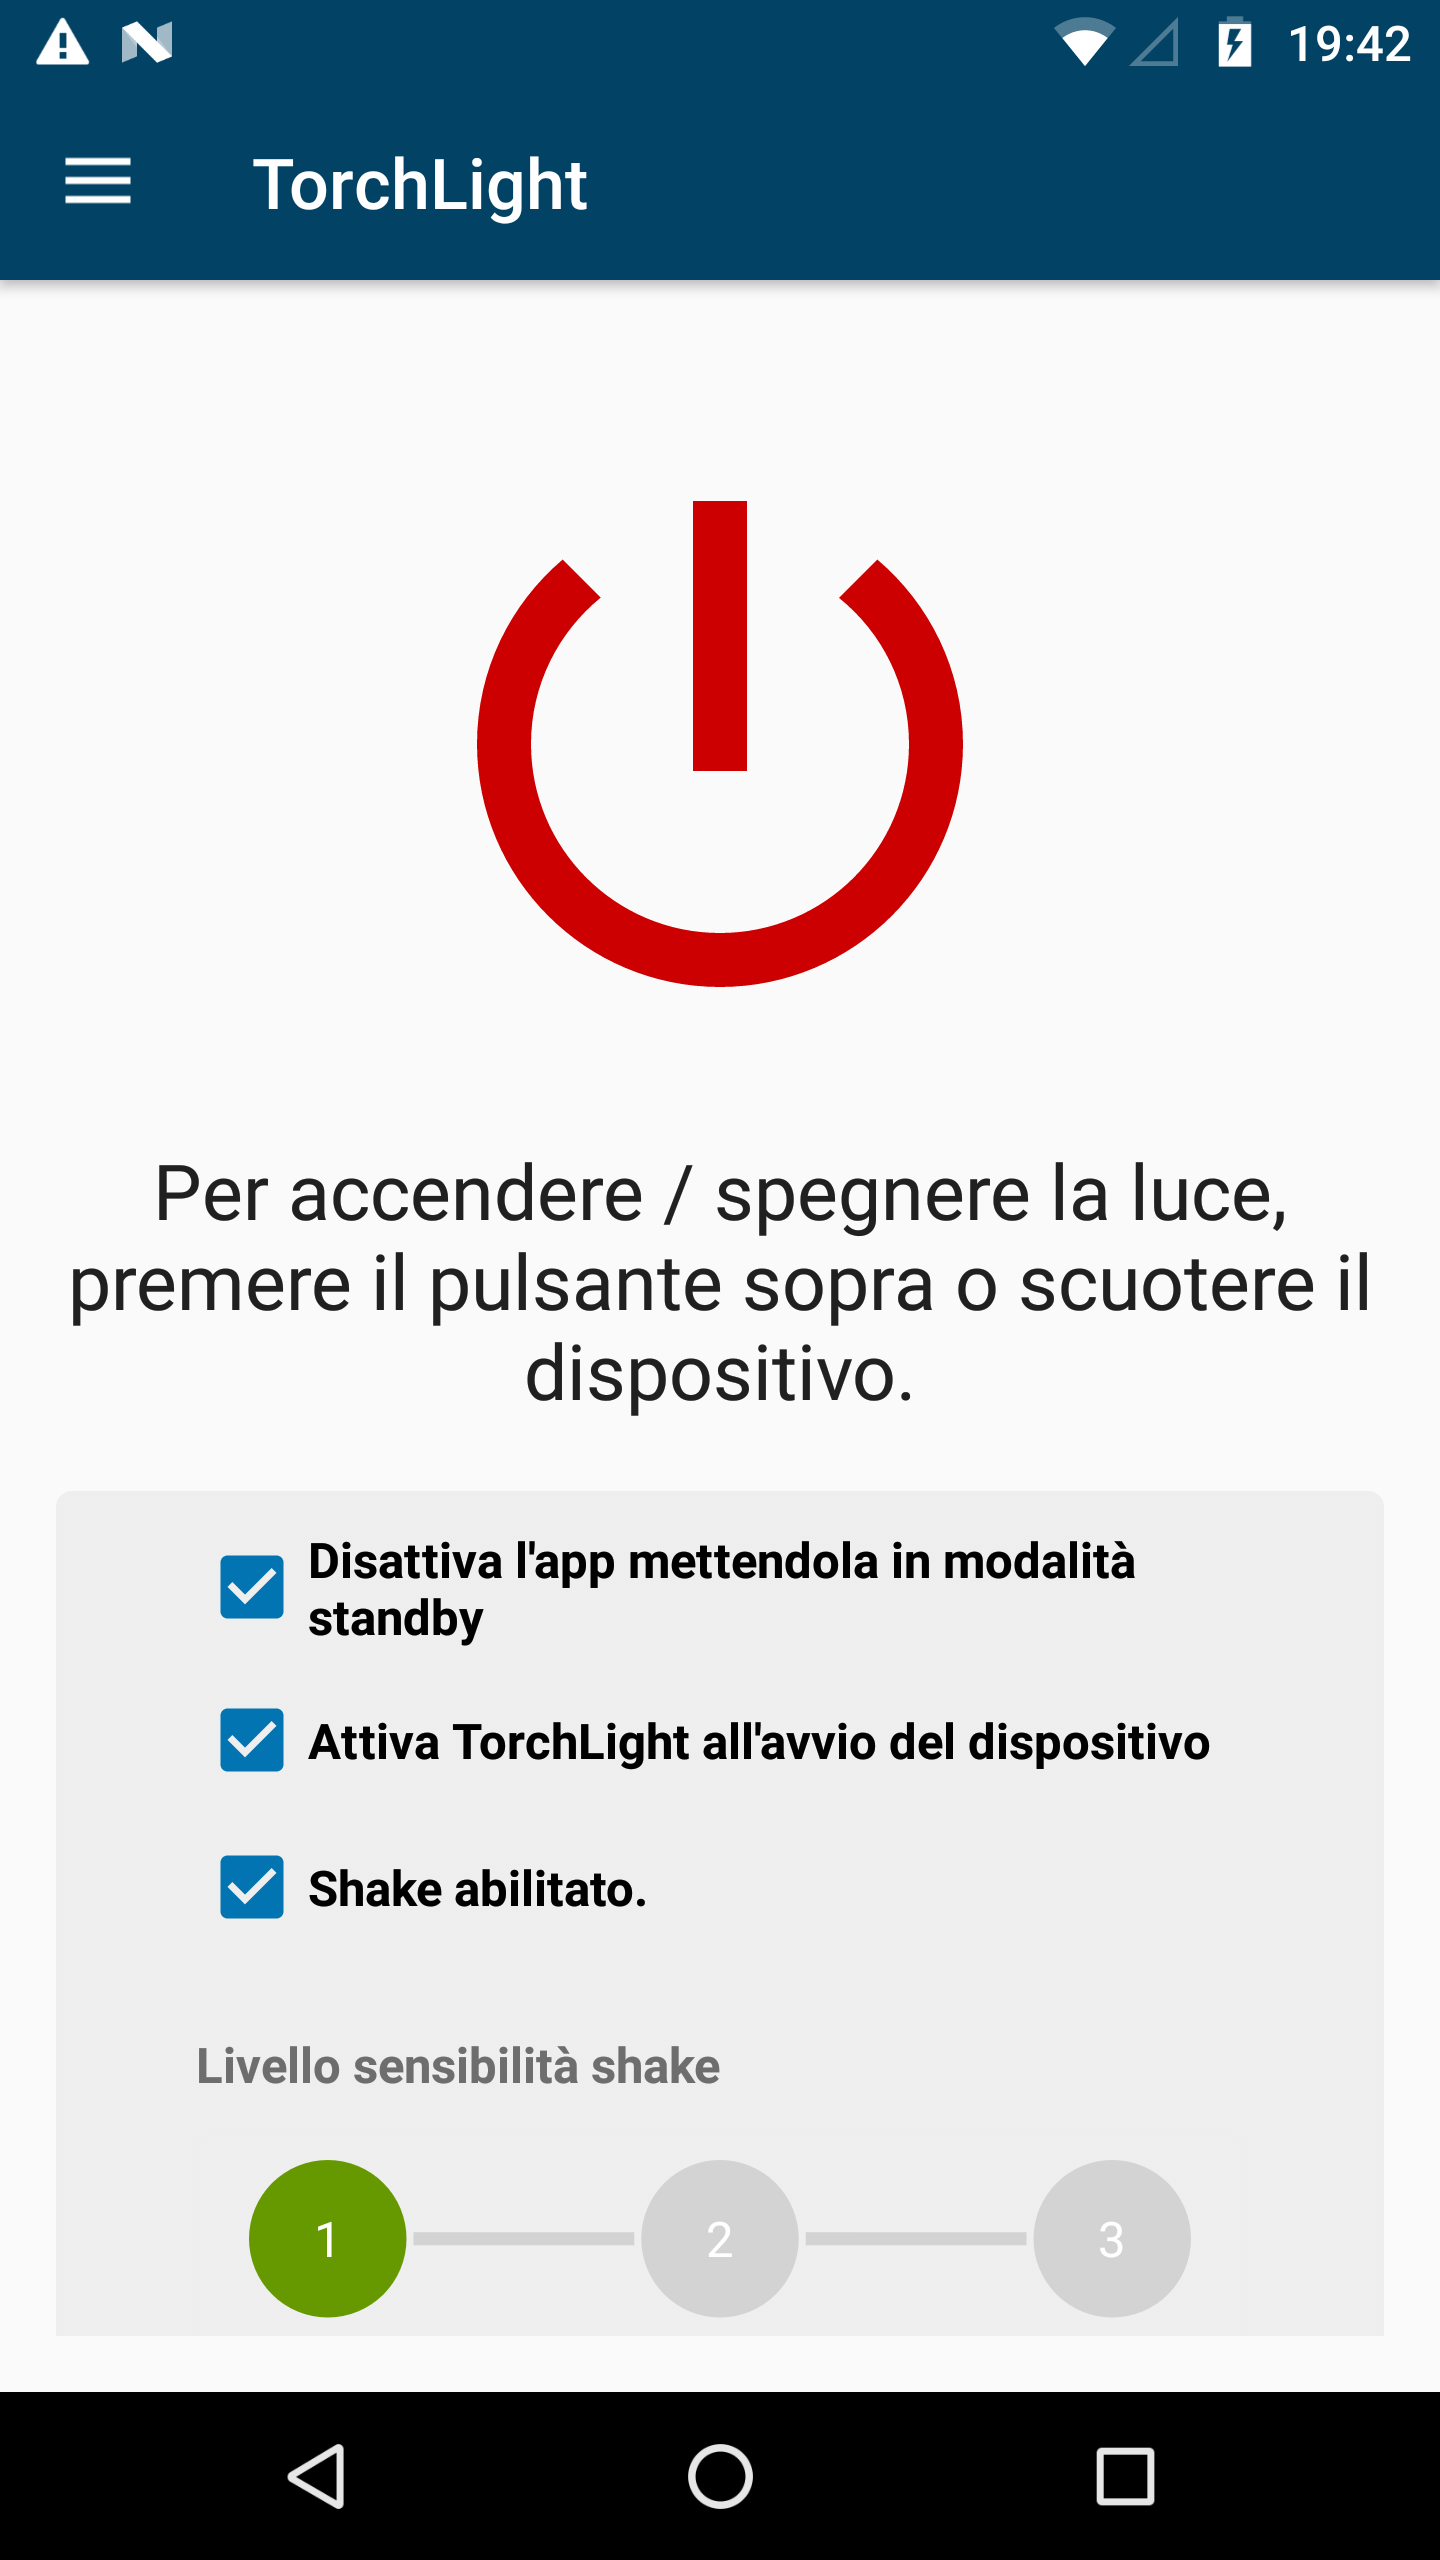 19:42
TorchLight
Per accendere / spegnere la luce,
premere il pulsante sopra o scuotere il
dispositivo.
Disattiva l'app mettendola in modalità
standby
Attiva TorchLight all'avvio del dispositivo
Shake abilitato.
Livello sensibilità shake
1 2 3